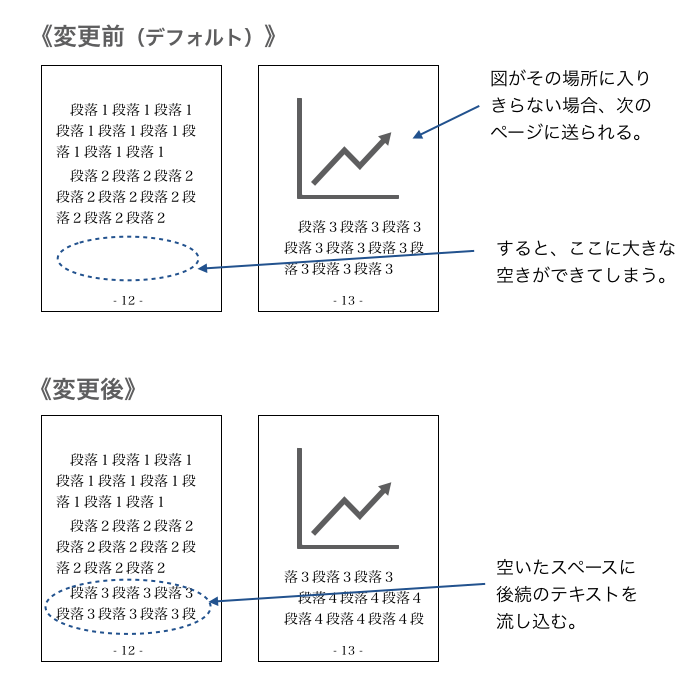 《変更前（デフォルト）》
段落１段落１段落１
段落１段落１段落１段
落１段落１段落１
段落２段落２段落２
段落２段落２段落２段
落２段落２段落２
- 12 -
段落３段落３段落３
段落３段落３段落３段
落３段落３段落３
- 13 -
図がその場所に入り
きらない場合、次の
ページに送られる。
すると、ここに大きな
空きができてしまう。
《変更後》
段落１段落１段落１
段落１段落１段落１段
落１段落１段落１
段落２段落２段落２
段落２段落２段落２段
落２段落２段落２
段落３段落３段落３
段落３段落３段落３段
- 12 -
落３段落３段落３
段落４段落４段落４
段落４段落４段落４段
- 13 -
空いたスペースに
後続のテキストを
流し込む。